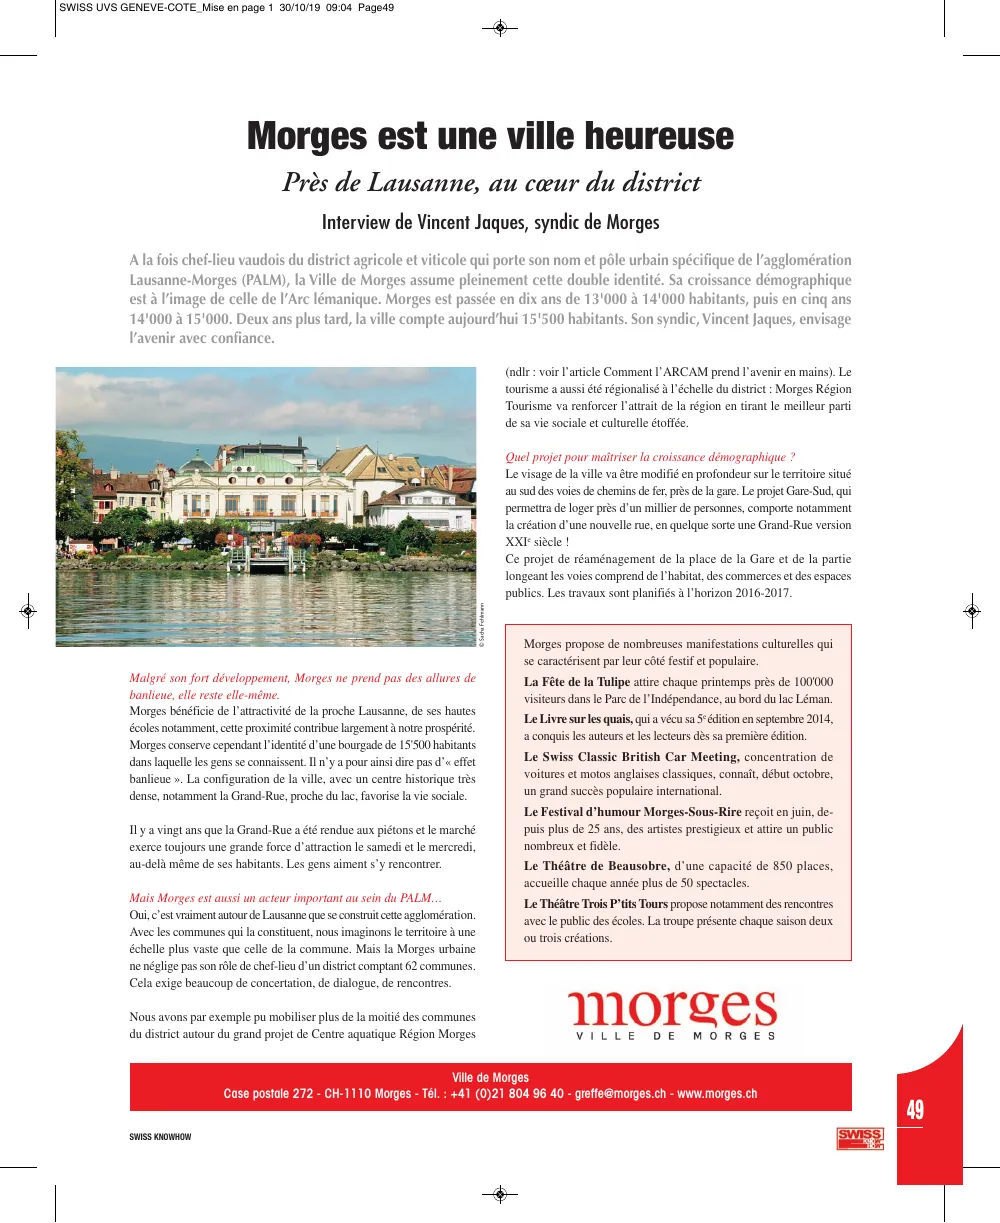 SWISS UVS GENEVE-COTE_Mise en page 1  30/10/19  09:04  Page49
Morges est une ville heureuse
Près de Lausanne, au cœur du district
Interview de Vincent Jaques, syndic de Morges
A la fois chef-lieu vaudois du district agricole et viticole qui porte son nom et pôle urbain spécifique de l’agglomération
Lausanne-Morges (PALM), la Ville de Morges assume pleinement cette double identité. Sa croissance démographique
est à l’image de celle de l’Arc lémanique. Morges est passée en dix ans de 13'000 à 14'000 habitants, puis en cinq ans
14'000 à 15'000. Deux ans plus tard, la ville compte aujourd’hui 15'500 habitants. Son syndic, Vincent Jaques, envisage
l’avenir avec confiance.
© Sacha Fohlmann
Malgré son fort développement, Morges ne prend pas des allures de
banlieue, elle reste elle-même.
Morges bénéficie de l’attractivité de la proche Lausanne, de ses hautes
écoles notamment, cette proximité contribue largement à notre prospérité.
Morges conserve cependant l’identité d’une bourgade de 15'500 habitants
dans laquelle les gens se connaissent. Il n’y a pour ainsi dire pas d’« effet
banlieue ». La configuration de la ville, avec un centre historique très
dense, notamment la Grand-Rue, proche du lac, favorise la vie sociale.
Il y a vingt ans que la Grand-Rue a été rendue aux piétons et le marché
exerce toujours une grande force d’attraction le samedi et le mercredi,
au-delà même de ses habitants. Les gens aiment s’y rencontrer.
Mais Morges est aussi un acteur important au sein du PALM…
Oui, c’est vraiment autour de Lausanne que se construit cette agglomération.
Avec les communes qui la constituent, nous imaginons le territoire à une
échelle plus vaste que celle de la commune. Mais la Morges urbaine
ne néglige pas son rôle de chef-lieu d’un district comptant 62 communes.
Cela exige beaucoup de concertation, de dialogue, de rencontres.
Nous avons par exemple pu mobiliser plus de la moitié des communes
du district autour du grand projet de Centre aquatique Région Morges
(ndlr : voir l’article Comment l’ARCAM prend l’avenir en mains). Le
tourisme a aussi été régionalisé à l’échelle du district : Morges Région
Tourisme va renforcer l’attrait de la région en tirant le meilleur parti
de sa vie sociale et culturelle étoffée.
Quel projet pour maîtriser la croissance démographique ?
Le visage de la ville va être modifié en profondeur sur le territoire situé
au sud des voies de chemins de fer, près de la gare. Le projet Gare-Sud, qui
permettra de loger près d’un millier de personnes, comporte notamment
la création d’une nouvelle rue, en quelque sorte une Grand-Rue version
XXIe siècle !
Ce projet de réaménagement de la place de la Gare et de la partie
longeant les voies comprend de l’habitat, des commerces et des espaces
publics. Les travaux sont planifiés à l’horizon 2016-2017.
Morges propose de nombreuses manifestations culturelles qui
se caractérisent par leur côté festif et populaire.
La Fête de la Tulipe attire chaque printemps près de 100'000
visiteurs dans le Parc de l’Indépendance, au bord du lac Léman.
Le Livre sur les quais, qui a vécu sa 5e édition en septembre 2014,
a conquis les auteurs et les lecteurs dès sa première édition.
Le Swiss Classic British Car Meeting, concentration de
voitures et motos anglaises classiques, connaît, début octobre,
un grand succès populaire international.
Le Festival d’humour Morges-Sous-Rire reçoit en juin, de-
puis plus de 25 ans, des artistes prestigieux et attire un public
nombreux et fidèle.
Le Théâtre de Beausobre, d’une capacité de 850 places,
accueille chaque année plus de 50 spectacles.
Le Théâtre Trois P’tits Tours propose notamment des rencontres
avec le public des écoles. La troupe présente chaque saison deux
ou trois créations.
morges
VILLE DE MORGES
Ville de Morges
Case postale 272 - CH-1110 Morges - Tél. : +41 (0)21 804 96 40 - greffe@morges.ch - www.morges.ch
49
SWISS KNOWHOW
SWISS